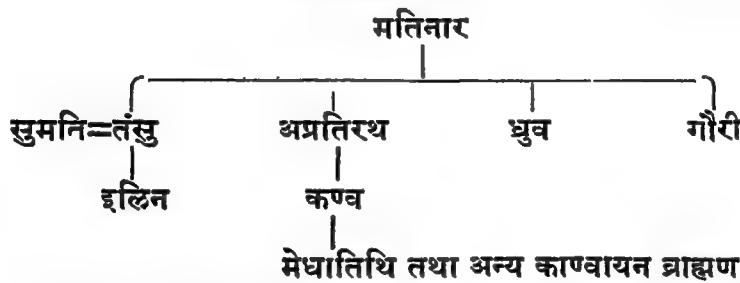 मतिनार
सुमति=तंसु अप्रतिरथ ध्रुव गौरी
इलिन कण्व
मेधातिथि तथा अन्य काण्वायन ब्राह्मण